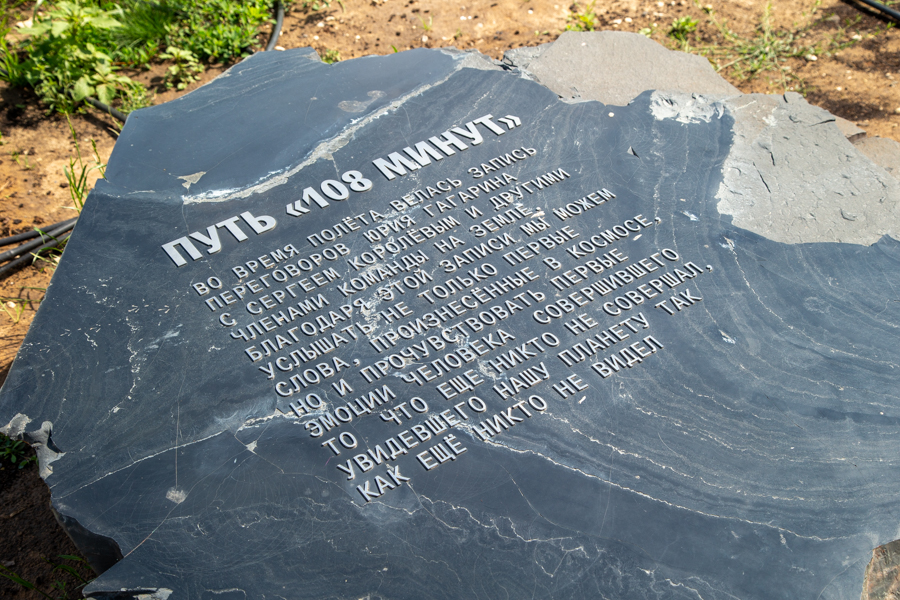 ПУТЬ «108 МИНУТ»
ВО ВРЕМЯ ПОЛЁТА ВЕЛАСЬ ЗАПИСЬ
ПЕРЕГОВОРОВ ЮРИЯ ГАГАРИНА
С СЕРГЕЕМ КОРОЛЁВЫМ И ДРУГИМИ
ЧЛЕНАМИ КОМАНДЫ НА ЗЕМЛЕ.
БЛАГОДАРЯ ЭТОЙ ЗАПИСИ МЫ МОЖЕМ
УСЛЫШАТЬ НЕ ТОЛЬКО ПЕРВЫЕ
СЛОВА, ПРОИЗНЕСЁННЫЕ В КОСМОСЕ,
НО И ПРОЧУВСТВОВАТЬ ПЕРВЫЕ
ЭМОЦИИ ЧЕЛОВЕКА СОВЕРШИВШЕГО
ТО ЧТО ЕЩЕ НИКТО НЕ СОВЕРШАЛ,
УВИДЕВШЕГО НАШУ ПЛАНЕТУ ТАК
КАК ЕЩЁ НИКТО НЕ ВИДЕЛ